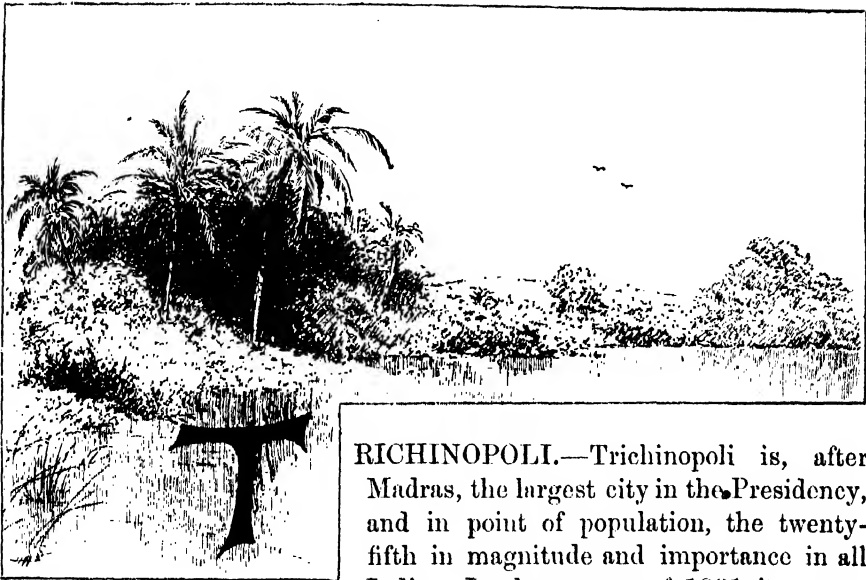 TRICHINOPOLI.—Trichinopoli is, after
Madras, the largest city in the Presidency,
and in point of population, the twenty-
fifth in magnitude and importance in all